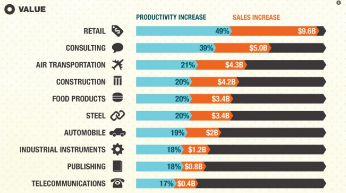 VALUE
PRODUCTIVITY INCREASE SALES INCREASE
RETAIL 49% $9.6B
CONSULTING 39% $5.0B
AIR TRANSPORTATION 21% $4.3B
CONSTRUCTION 20% $4.2B
FOOD PRODUCTS 20% $3.4B
STEEL 20% $3.4B
AUTOMOBILE 19% $2B
INDUSTRIAL INSTRUMENTS 18% $1.2B
PUBLISHING 18% $0.8B
TELECOMMUNICATIONS 17% $0.4B